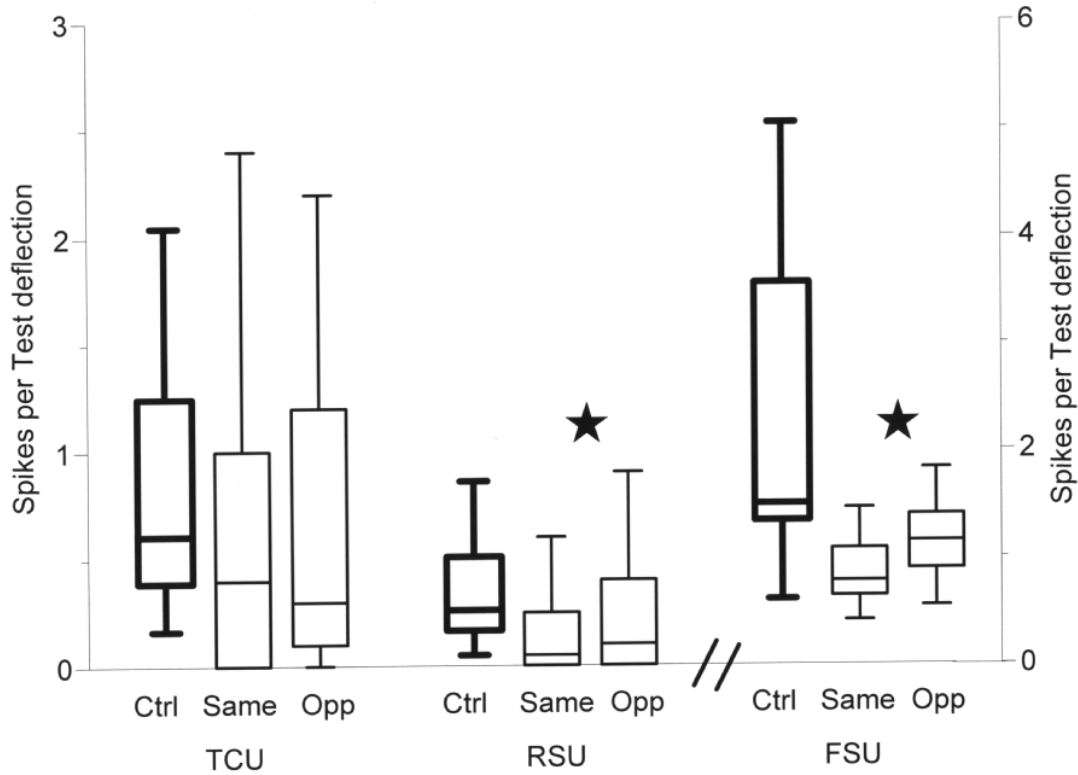 Spikes per Test deflection
3
2
1
0
6
4
2
0
Spikes per Test deflection
Ctrl Same Opp Ctrl Same Opp Ctrl Same Opp
TCU RSU FSU